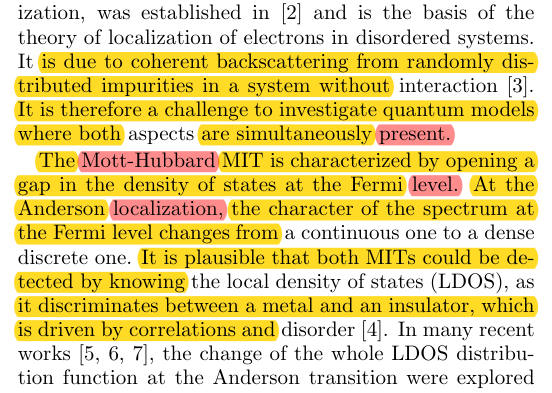 ization, was established in [2] and is the basis of the
theory of localization of electrons in disordered systems.
It is due to coherent backscattering from randomly dis-
tributed impurities in a system without interaction [3].
It is therefore a challenge to investigate quantum models
where both aspects are simultaneously present.
The Mott-Hubbard MIT is characterized by opening a
gap in the density of states at the Fermi level. At the
Anderson localization, the character of the spectrum at
the Fermi level changes from a continuous one to a dense
discrete one. It is plausible that both MITs could be de-
tected by knowing the local density of states (LDOS), as
it discriminates between a metal and an insulator, which
is driven by correlations and disorder [4]. In many recent
works [5, 6, 7], the change of the whole LDOS distribu-
tion function at the Anderson transition were explored